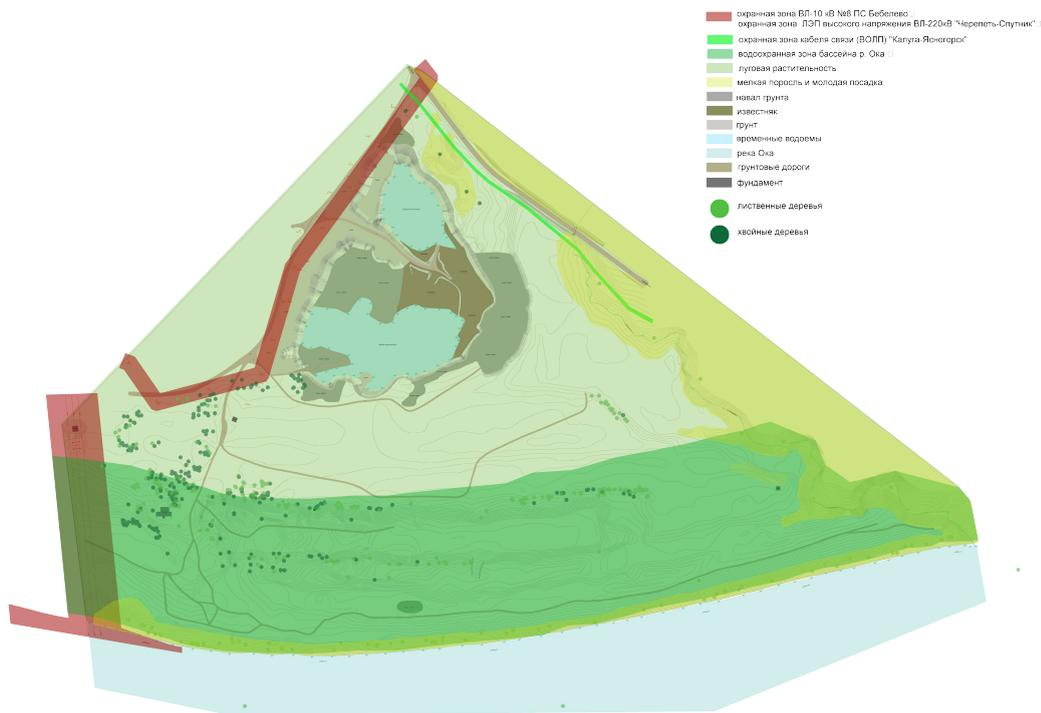 охранная зона ВЛ-10 кВ №8 ПС Бебелево
охранная зона ЛЭП высокого напряжения ВЛ-220кВ "Черепеть-Спутник"
охранная зона кабеля связи (ВОЛП) "Калуга-Ясногорск"
водоохранная зона бассейна р. Ока
луговая растительность
мелкая поросль и молодая посадка
навал грунта
известняк
грунт
временные водоемы
река Ока
грунтовые дороги
фундамент
лиственные деревья
хвойные деревья